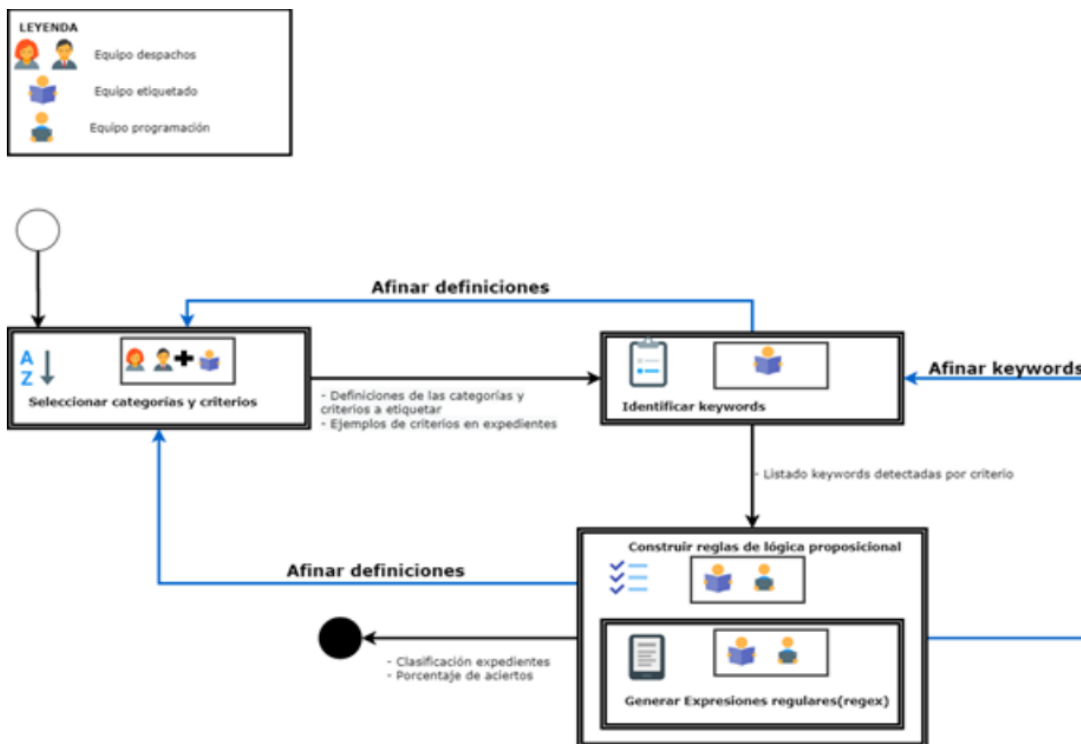 LEYENDA
Equipo despachos
Equipo etiquetado
Equipo programación
Afinar definiciones
A
Z
Seleccionar categorías y criterios
- Definiciones de las categorías y
criterios a etiquetar
- Ejemplos de criterios en expedientes
Identificar keywords
Afinar keywords
- Listado keywords detectadas por criterio
Construir reglas de lógica proposicional
Afinar definiciones
- Clasificación expedientes
- Porcentaje de aciertos
Generar Expresiones regulares(regex)